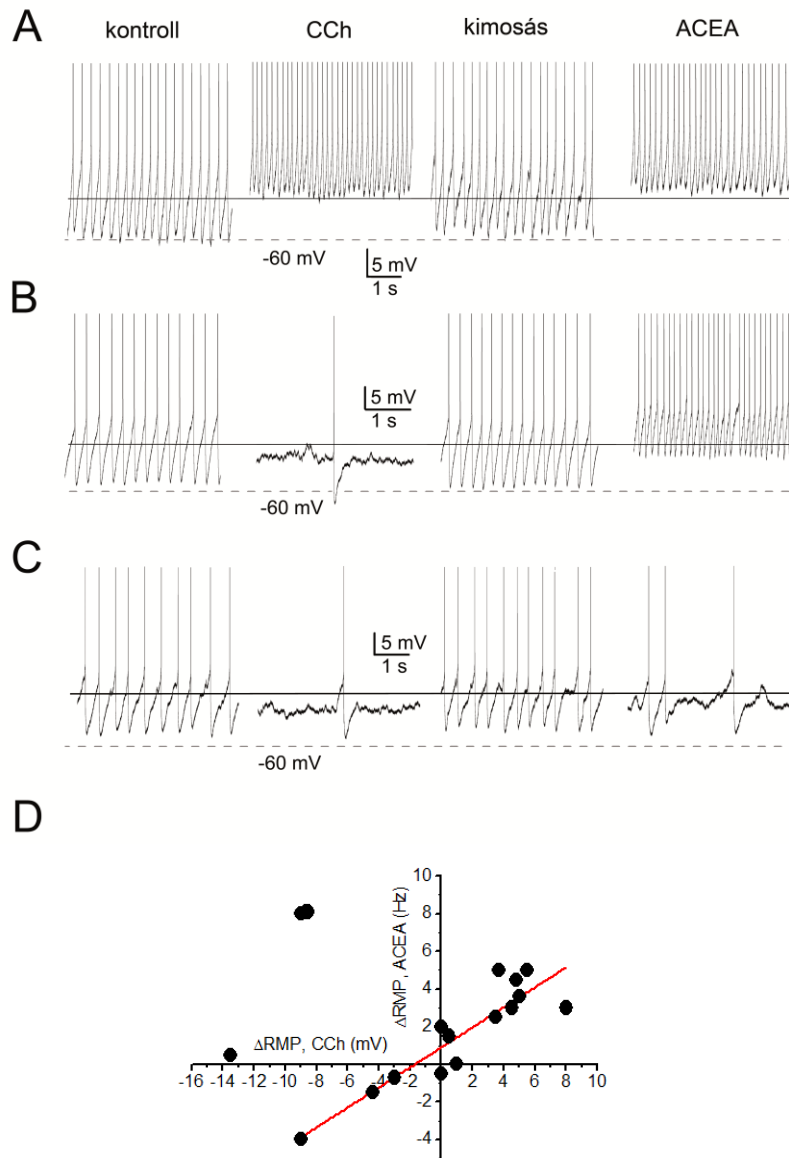 A
kontroll CCh kimosás ACEA
-60 mV
5 mV
1 s
B
5 mV
1 s
-60 mV
C
5 mV
1 s
-60 mV
D
10
8
6
4
2
-2
-4
ΔRMP, ACEA (Hz)
ΔRMP, CCh (mV)
-16 -14 -12 -10 -8 -6 -4 -2 0 2 4 6 8 10